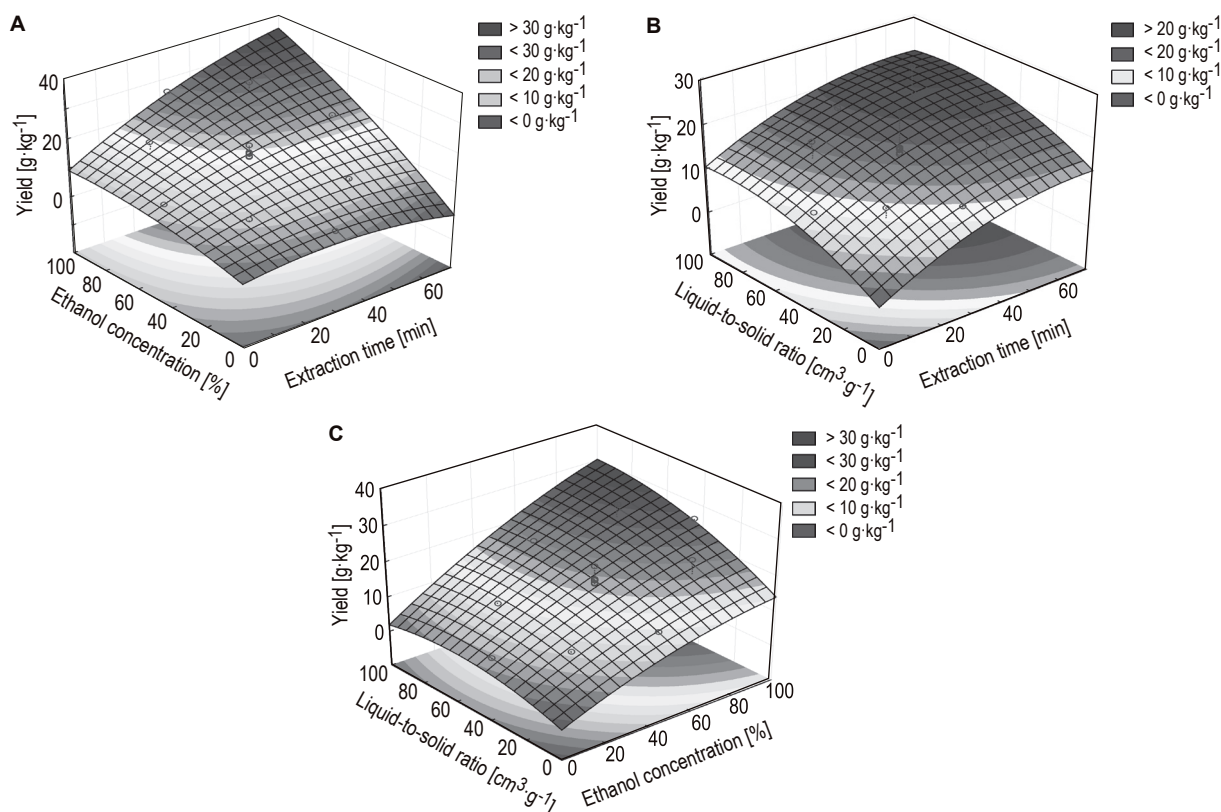 A
> 30 g·kg⁻¹
< 30 g·kg⁻¹
< 20 g·kg⁻¹
< 10 g·kg⁻¹
< 0 g·kg⁻¹
40
20
0
Yield [g·kg⁻¹]
100
80
60
40
20
0
Ethanol concentration [%]
0
20
40
60
Extraction time [min]
B
> 20 g·kg⁻¹
< 20 g·kg⁻¹
< 10 g·kg⁻¹
< 0 g·kg⁻¹
30
20
10
0
Yield [g·kg⁻¹]
100
80
60
40
20
0
Liquid-to-solid ratio [cm³·g⁻¹]
0
20
40
60
Extraction time [min]
C
> 30 g·kg⁻¹
< 30 g·kg⁻¹
< 20 g·kg⁻¹
< 10 g·kg⁻¹
< 0 g·kg⁻¹
40
30
20
10
0
Yield [g·kg⁻¹]
100
80
60
40
20
0
Liquid-to-solid ratio [cm³·g⁻¹]
0
20
40
60
80
100
Ethanol concentration [%]